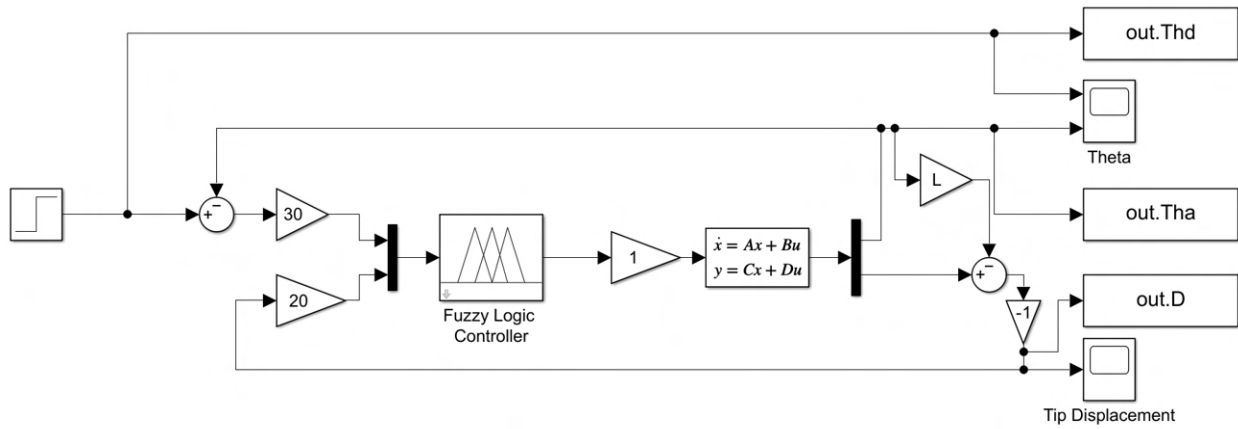 out.Thd
Theta
L
+
−
30
out.Tha
ẋ = Ax + Bu
y = Cx + Du
1
+
−
20
Fuzzy Logic
Controller
-1
out.D
Tip Displacement